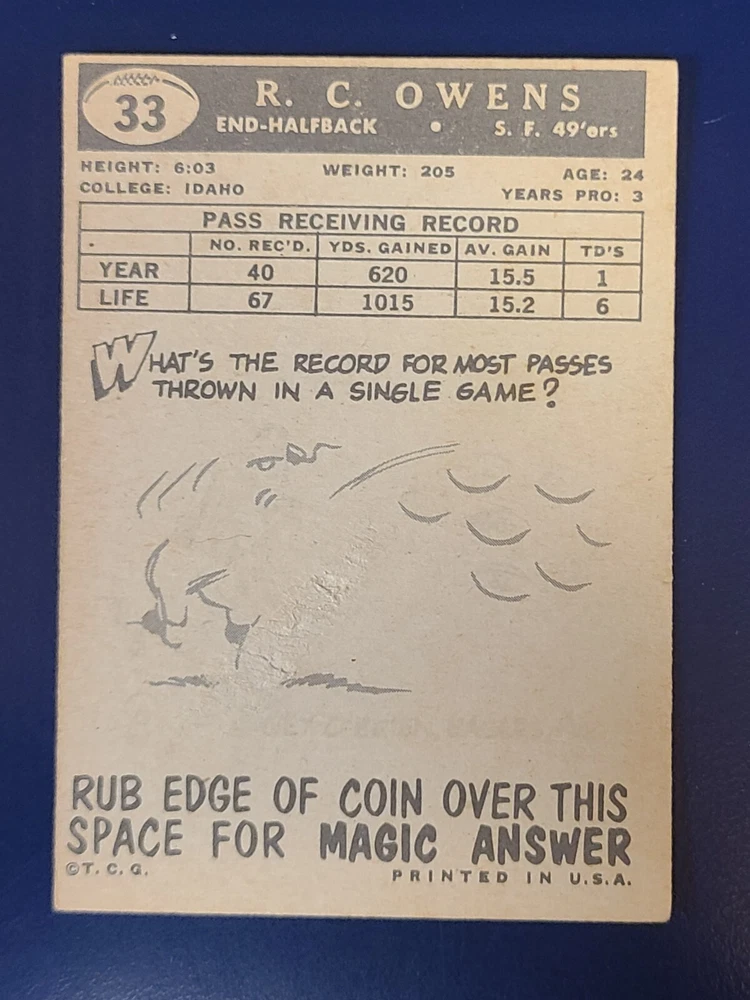 33
R. C. OWENS
END-HALFBACK • S. F. 49'ers
HEIGHT: 6:03 WEIGHT: 205 AGE: 24
COLLEGE: IDAHO YEARS PRO: 3
PASS RECEIVING RECORD
NO. REC'D. YDS. GAINED AV. GAIN TD'S
YEAR 40 620 15.5 1
LIFE 67 1015 15.2 6
WHAT'S THE RECORD FOR MOST PASSES
THROWN IN A SINGLE GAME?
RUB EDGE OF COIN OVER THIS
SPACE FOR MAGIC ANSWER
©T. C. G. PRINTED IN U.S.A.